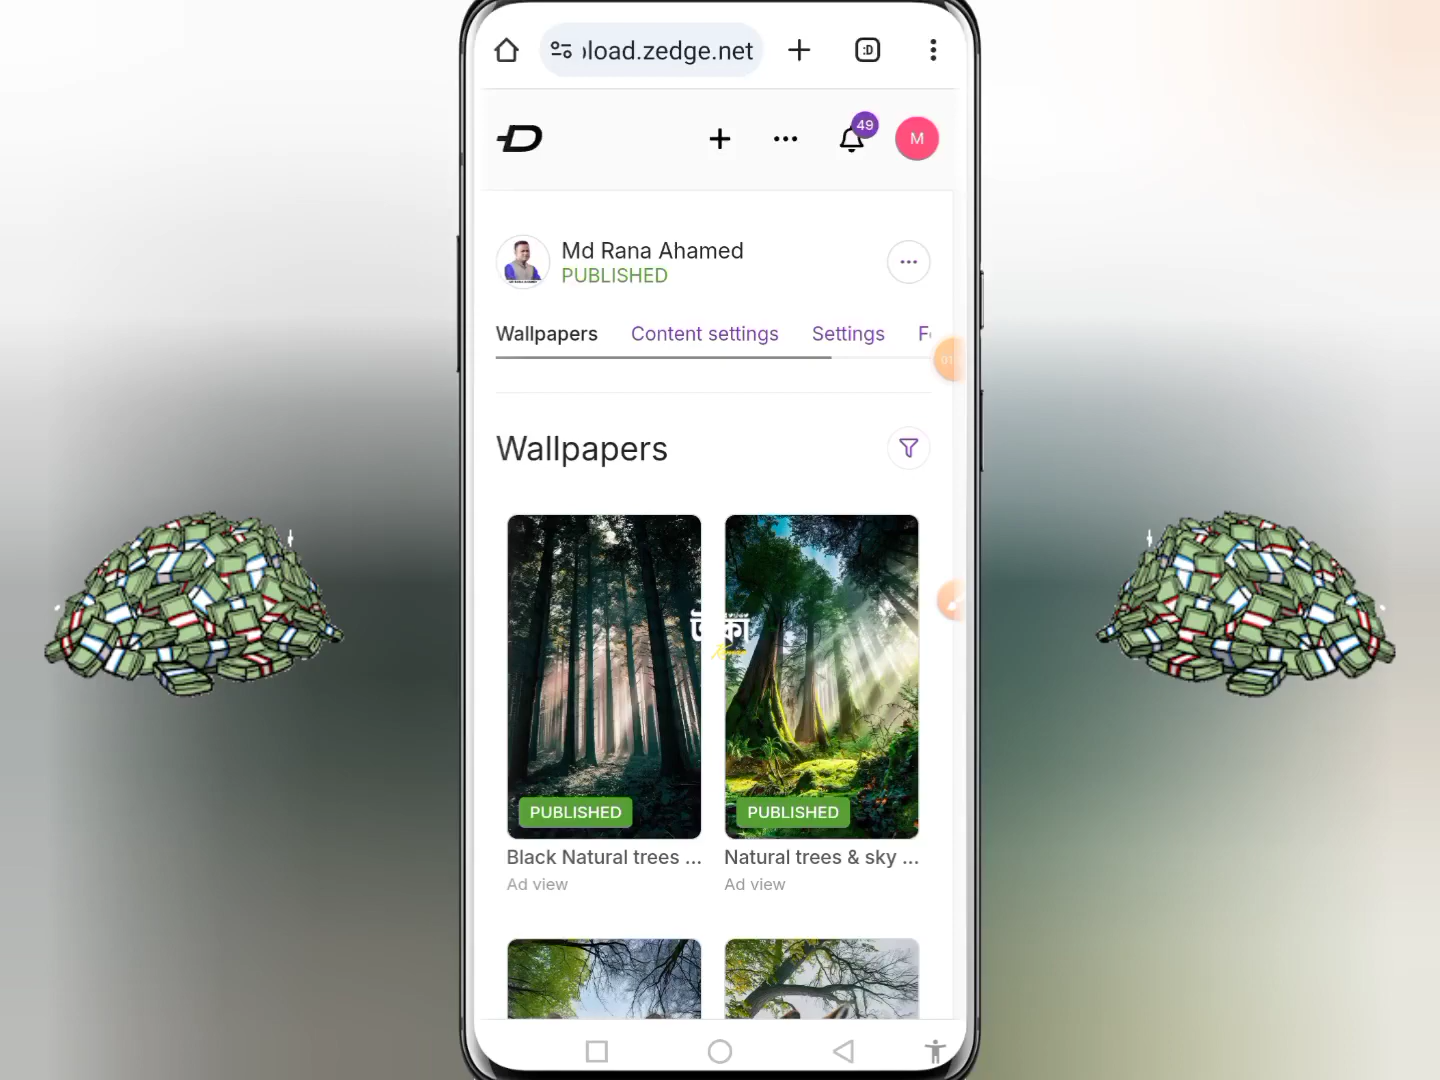 load.zedge.net
:D
49
M
Md Rana Ahamed
PUBLISHED
Wallpapers
Content settings
Settings
F
01
Wallpapers
PUBLISHED
PUBLISHED
Black Natural trees ...
Natural trees & sky ...
Ad view
Ad view
টাকা